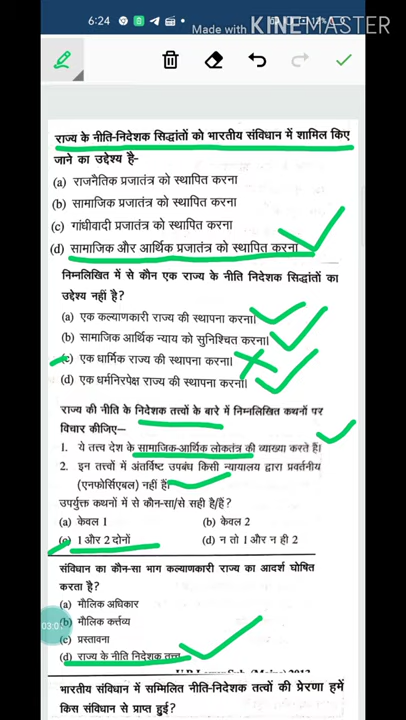 6:24
Made with KINEMASTER
राज्य के नीति-निदेशक सिद्धांतों को भारतीय संविधान में शामिल किए
जाने का उद्देश्य है-
(a) राजनैतिक प्रजातंत्र को स्थापित करना
(b) सामाजिक प्रजातंत्र को स्थापित करना
(c) गांधीवादी प्रजातंत्र को स्थापित करना
(d) सामाजिक और आर्थिक प्रजातंत्र को स्थापित करना
निम्नलिखित में से कौन एक राज्य के नीति निदेशक सिद्धांतों का
उद्देश्य नहीं है?
(a) एक कल्याणकारी राज्य की स्थापना करना।
(b) सामाजिक आर्थिक न्याय को सुनिश्चित करना।
(c) एक धार्मिक राज्य की स्थापना करना।
(d) एक धर्मनिरपेक्ष राज्य की स्थापना करना।
राज्य की नीति के निदेशक तत्त्वों के बारे में निम्नलिखित कथनों पर
विचार कीजिए–
1. ये तत्त्व देश के सामाजिक-आर्थिक लोकतंत्र की व्याख्या करते हैं।
2. इन तत्त्वों में अंतर्विष्ट उपबंध किसी न्यायालय द्वारा प्रवर्तनीय
(एनफोर्सिएबल) नहीं हैं।
उपर्युक्त कथनों में से कौन-सा/से सही है/हैं?
(a) केवल 1 (b) केवल 2
(c) 1 और 2 दोनों (d) न तो 1 और न ही 2
संविधान का कौन-सा भाग कल्याणकारी राज्य का आदर्श घोषित
करता है?
(a) मौलिक अधिकार
(b) मौलिक कर्त्तव्य
(c) प्रस्तावना
(d) राज्य के नीति निदेशक तत्त्व
भारतीय संविधान में सम्मिलित नीति-निदेशक तत्वों की प्रेरणा हमें
किस संविधान से प्राप्त हुई?